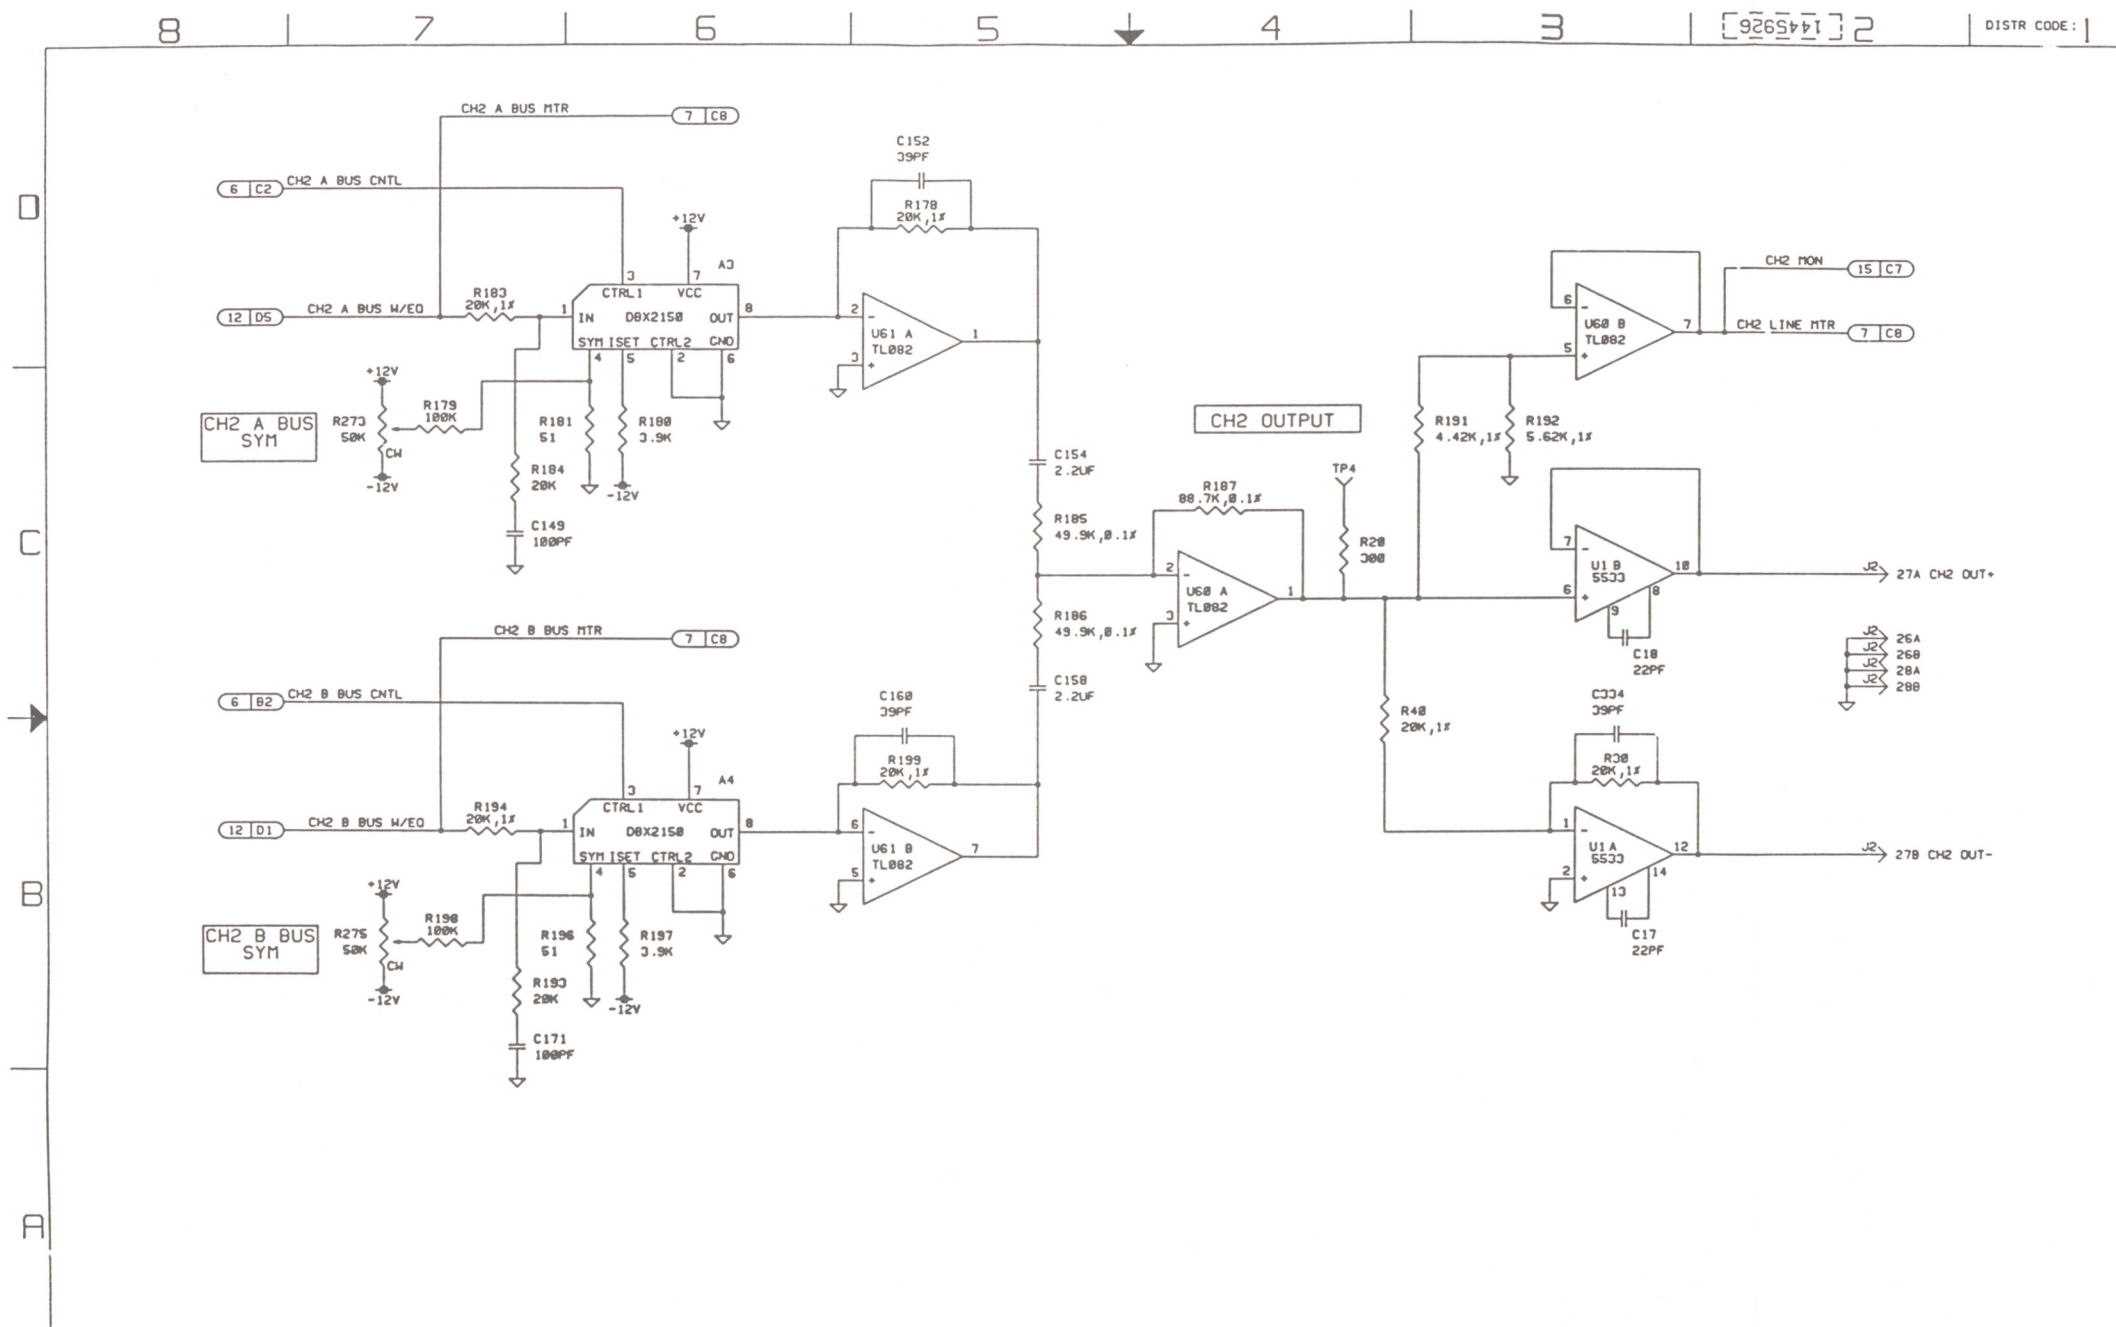 8 7 6 5 4 3 1445926 2 DISTR CODE: 1
D
C
B
A
CH2 A BUS MTR
7 C8
6 C2 CH2 A BUS CNTL
+12V
A3
12 D5 CH2 A BUS W/EQ
R183
20K,1%
1 3 7 8
CTRL1 VCC
IN DBX2150 OUT
SYM ISET CTRL2 GND
4 5 2 6
C152
39PF
R178
20K,1%
2 -
U61 A
TL082
3 +
1
+12V
CH2 A BUS
SYM
R273
50K
CW
-12V
R179
100K
R181
51
R180
3.9K
-12V
R184
20K
C149
100PF
C154
2.2UF
R185
49.9K,0.1%
R186
49.9K,0.1%
C158
2.2UF
CH2 OUTPUT
R187
88.7K,0.1%
2 -
U60 A
TL082
3 +
1
TP4
R20
300
R191
4.42K,1%
R192
5.62K,1%
6 -
U60 B
TL082
5 +
7
CH2 MON
15 C7
CH2 LINE MTR
7 C8
7 -
U1 B
5533
6 +
10
9 8
C18
22PF
J2 27A CH2 OUT+
J2 26A
J2 26B
J2 28A
J2 28B
R40
20K,1%
C334
39PF
R30
20K,1%
1 -
U1 A
5533
2 +
12
13 14
C17
22PF
J2 27B CH2 OUT-
CH2 B BUS MTR
7 C8
6 B2 CH2 B BUS CNTL
+12V
A4
12 D1 CH2 B BUS W/EQ
R194
20K,1%
1 3 7 8
CTRL1 VCC
IN DBX2150 OUT
SYM ISET CTRL2 GND
4 5 2 6
C160
39PF
R199
20K,1%
6 -
U61 B
TL082
5 +
7
+12V
CH2 B BUS
SYM
R275
50K
CW
-12V
R198
100K
R196
51
R197
3.9K
-12V
R193
20K
C171
100PF